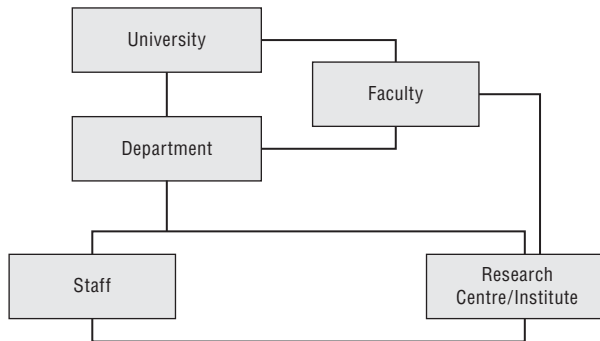 University
Faculty
Department
Staff
Research
Centre/Institute